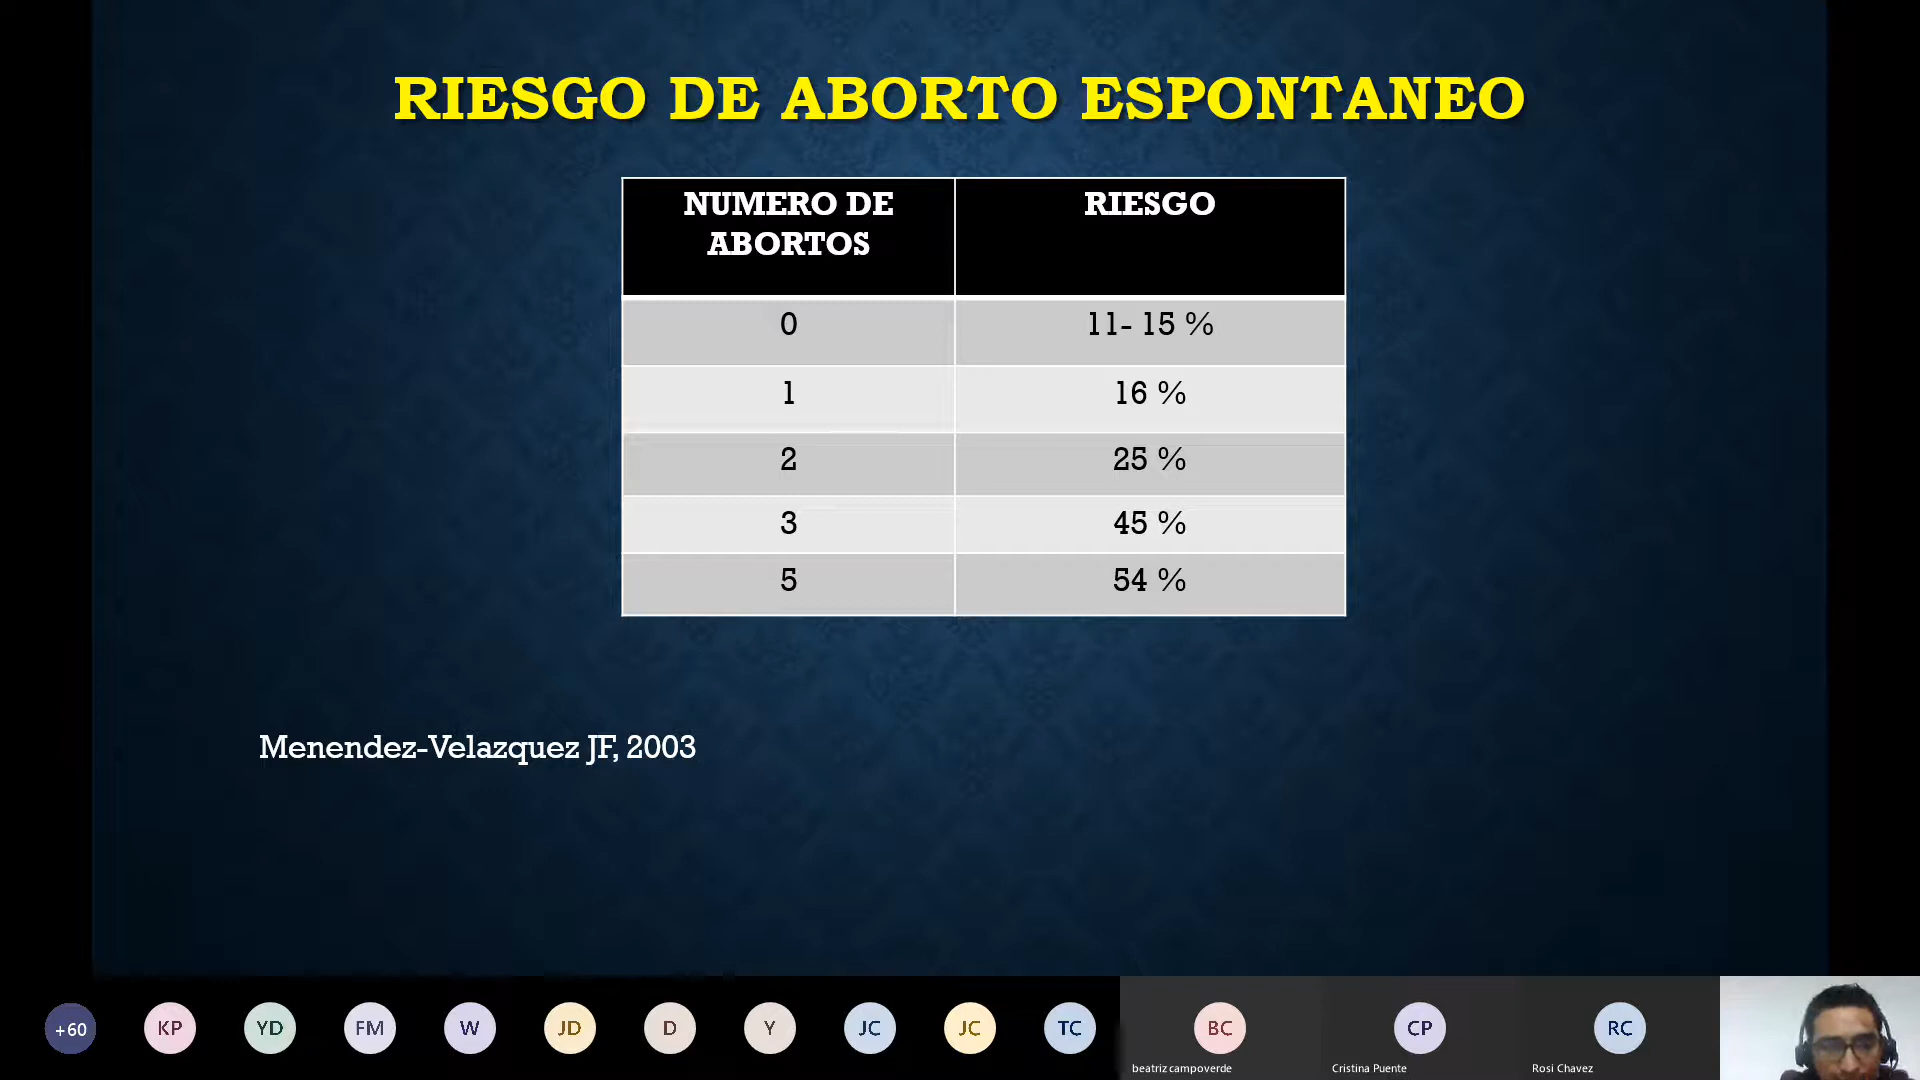 RIESGO DE ABORTO ESPONTANEO
NUMERO DE ABORTOS RIESGO
0 11- 15 %
1 16 %
2 25 %
3 45 %
5 54 %
Menendez-Velazquez JF, 2003
+60 KP YD FM W JD D Y JC JC TC BC CP RC
beatriz campoverde Cristina Puente Rosi Chavez